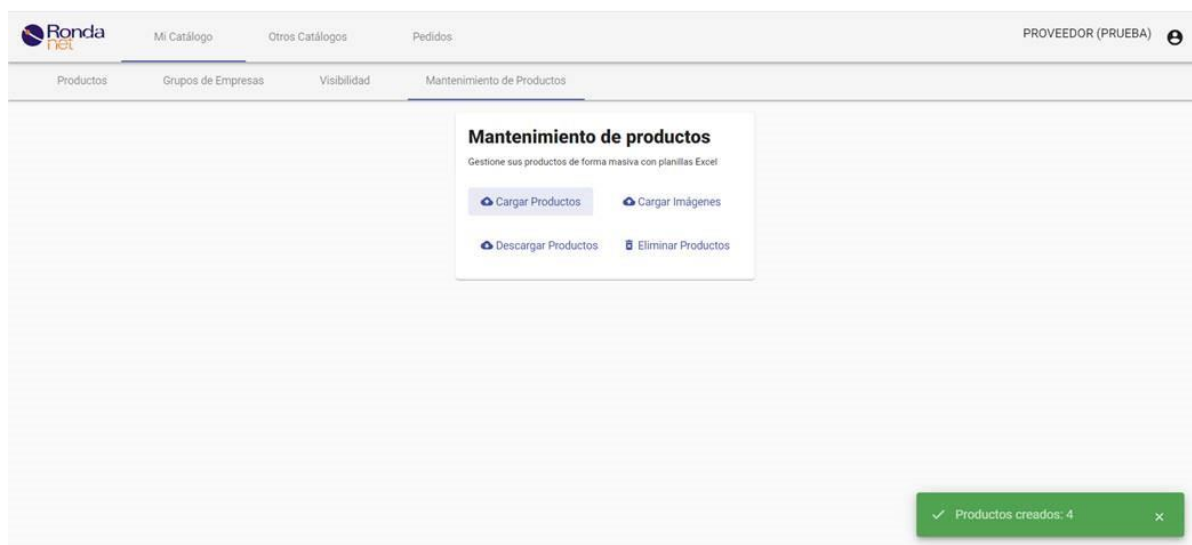 Ronda
net
Mi Catálogo Otros Catálogos Pedidos PROVEEDOR (PRUEBA)
Productos Grupos de Empresas Visibilidad Mantenimiento de Productos
Mantenimiento de productos
Gestione sus productos de forma masiva con planillas Excel
Cargar Productos Cargar Imágenes
Descargar Productos Eliminar Productos
Productos creados: 4